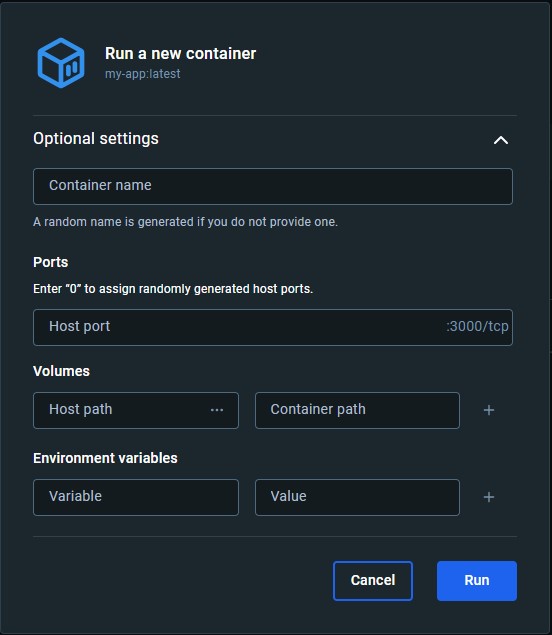 Run a new container
my-app:latest
Optional settings
Container name
A random name is generated if you do not provide one.
Ports
Enter “0” to assign randomly generated host ports.
Host port :3000/tcp
Volumes
Host path ··· Container path +
Environment variables
Variable Value +
Cancel Run